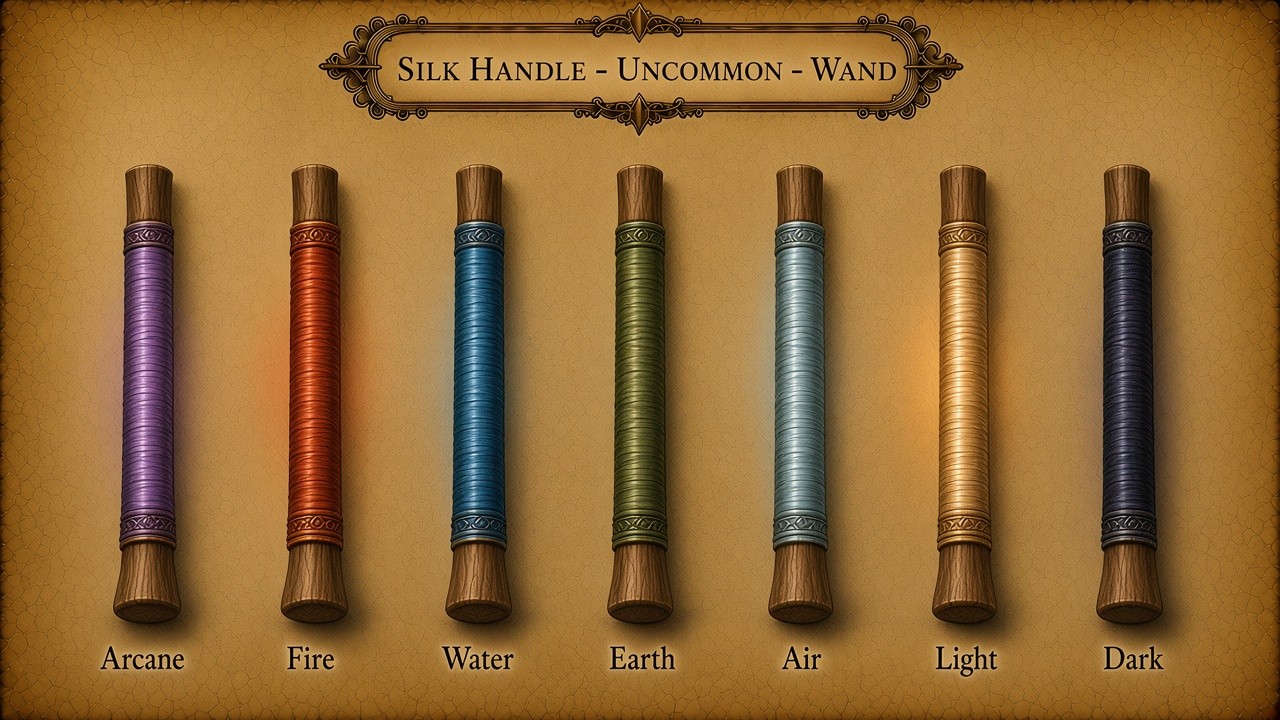 Silk Handle - Uncommon - Wand
Arcane
Fire
Water
Earth
Air
Light
Dark